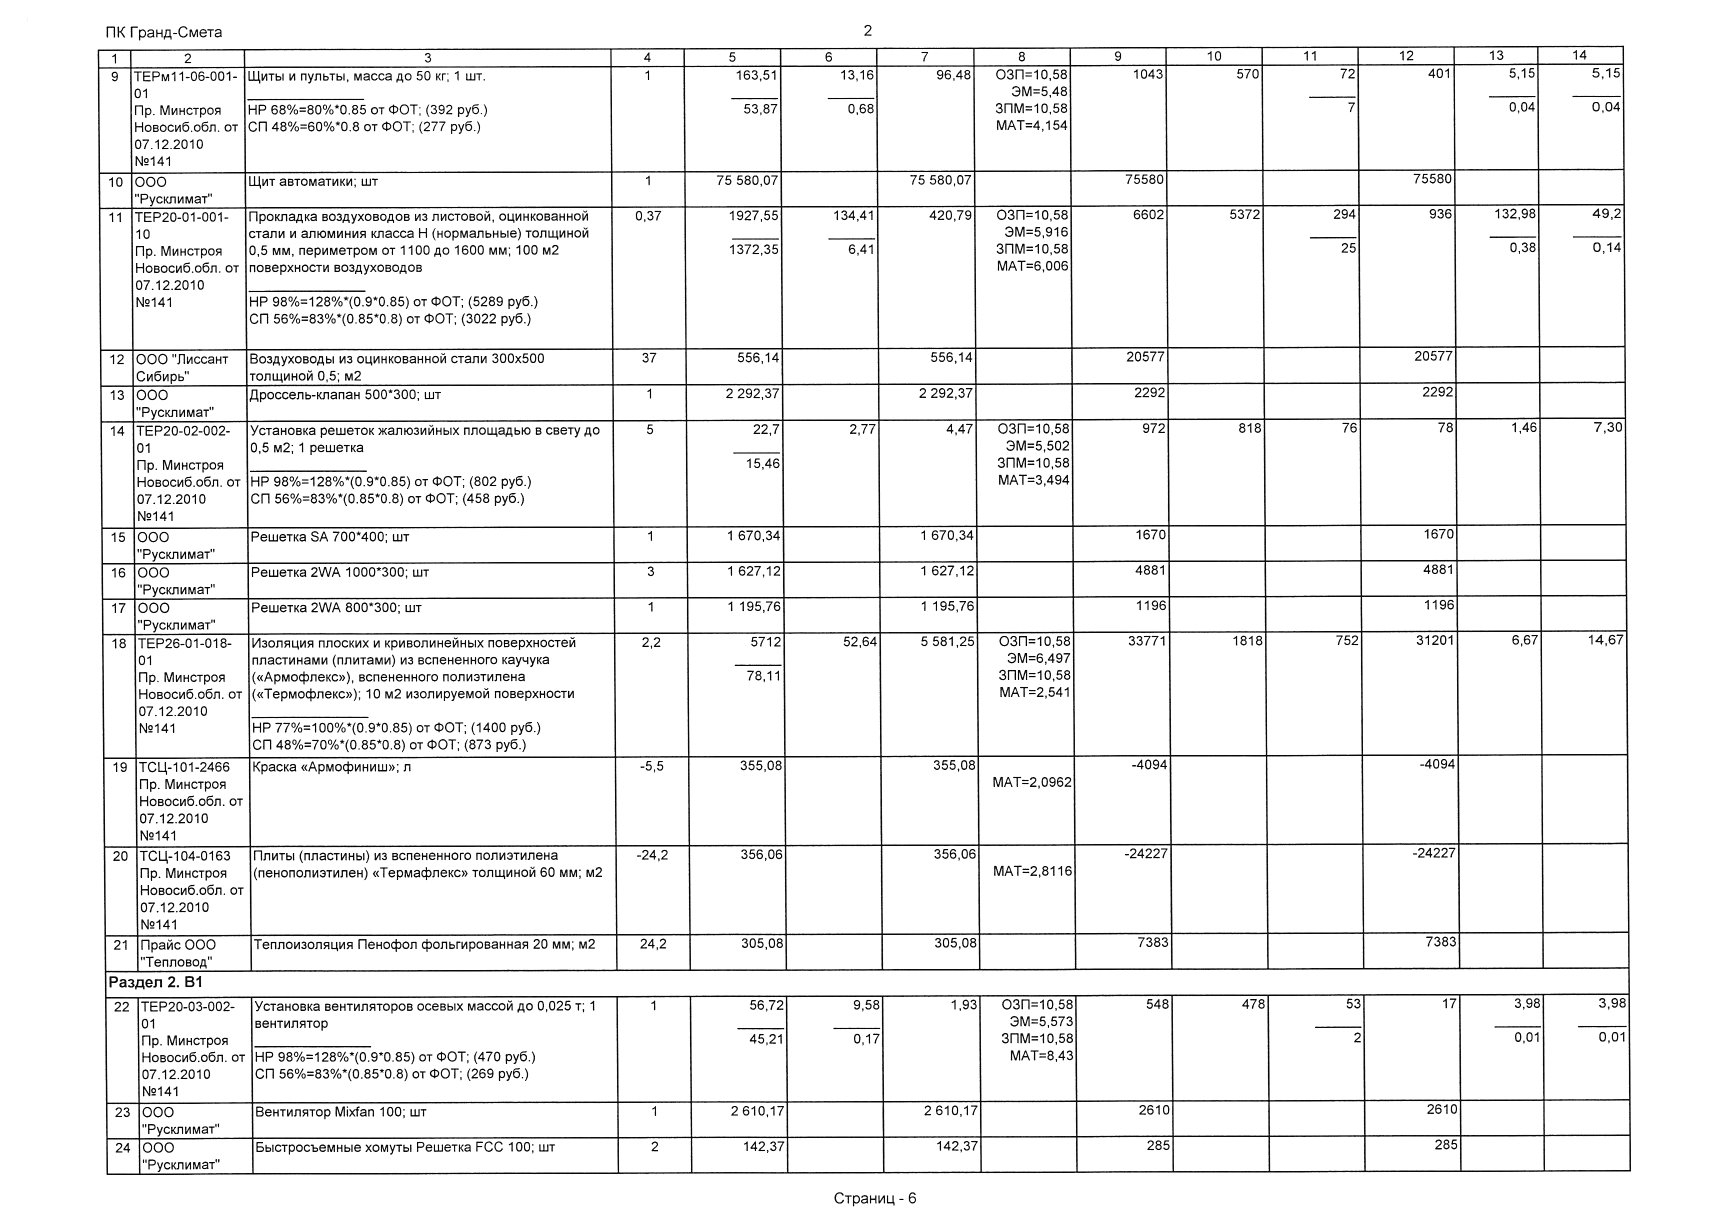 ПК Гранд-Смета
2
1 2 3 4 5 6 7 8 9 10 11 12 13 14
9 ТЕРм11-06-001- Щиты и пульты, масса до 50 кг; 1 шт. 1 163,51 13,16 96,48 ОЗП=10,58 1043 570 72 401 5,15 5,15
01 ЭМ=5,48
Пр. Минстроя НР 68%=80%*0.85 от ФОТ; (392 руб.) 53,87 0,68 ЗПМ=10,58 7 0,04 0,04
Новосиб.обл. от СП 48%=60%*0.8 от ФОТ; (277 руб.) МАТ=4,154
07.12.2010
№141
10 ООО Щит автоматики; шт 1 75 580,07 75 580,07 75580 75580
"Русклимат"
11 ТЕР20-01-001- Прокладка воздуховодов из листовой, оцинкованной 0,37 1927,55 134,41 420,79 ОЗП=10,58 6602 5372 294 936 132,98 49,2
10 стали и алюминия класса Н (нормальные) толщиной ЭМ=5,916
Пр. Минстроя 0,5 мм, периметром от 1100 до 1600 мм; 100 м2 1372,35 6,41 ЗПМ=10,58 25 0,38 0,14
Новосиб.обл. от поверхности воздуховодов МАТ=6,006
07.12.2010
№141 НР 98%=128%*(0.9*0.85) от ФОТ; (5289 руб.)
СП 56%=83%*(0.85*0.8) от ФОТ; (3022 руб.)
12 ООО "Лиссант Воздуховоды из оцинкованной стали 300х500 37 556,14 556,14 20577 20577
Сибирь" толщиной 0,5; м2
13 ООО Дроссель-клапан 500*300; шт 1 2 292,37 2 292,37 2292 2292
"Русклимат"
14 ТЕР20-02-002- Установка решеток жалюзийных площадью в свету до 5 22,7 2,77 4,47 ОЗП=10,58 972 818 76 78 1,46 7,30
01 0,5 м2; 1 решетка ЭМ=5,502
Пр. Минстроя 15,46 ЗПМ=10,58
Новосиб.обл. от НР 98%=128%*(0.9*0.85) от ФОТ; (802 руб.) МАТ=3,494
07.12.2010 СП 56%=83%*(0.85*0.8) от ФОТ; (458 руб.)
№141
15 ООО Решетка SA 700*400; шт 1 1 670,34 1 670,34 1670 1670
"Русклимат"
16 ООО Решетка 2WA 1000*300; шт 3 1 627,12 1 627,12 4881 4881
"Русклимат"
17 ООО Решетка 2WA 800*300; шт 1 1 195,76 1 195,76 1196 1196
"Русклимат"
18 ТЕР26-01-018- Изоляция плоских и криволинейных поверхностей 2,2 5712 52,64 5 581,25 ОЗП=10,58 33771 1818 752 31201 6,67 14,67
01 пластинами (плитами) из вспененного каучука ЭМ=6,497
Пр. Минстроя («Армофлекс»), вспененного полиэтилена 78,11 ЗПМ=10,58
Новосиб.обл. от («Термофлекс»); 10 м2 изолируемой поверхности МАТ=2,541
07.12.2010
№141 НР 77%=100%*(0.9*0.85) от ФОТ; (1400 руб.)
СП 48%=70%*(0.85*0.8) от ФОТ; (873 руб.)
19 ТСЦ-101-2466 Краска «Армофиниш»; л -5,5 355,08 355,08 -4094 -4094
Пр. Минстроя МАТ=2,0962
Новосиб.обл. от
07.12.2010
№141
20 ТСЦ-104-0163 Плиты (пластины) из вспененного полиэтилена -24,2 356,06 356,06 -24227 -24227
Пр. Минстроя (пенополиэтилен) «Термафлекс» толщиной 60 мм; м2 МАТ=2,8116
Новосиб.обл. от
07.12.2010
№141
21 Прайс ООО Теплоизоляция Пенофол фольгированная 20 мм; м2 24,2 305,08 305,08 7383 7383
"Тепловод"
Раздел 2. В1
22 ТЕР20-03-002- Установка вентиляторов осевых массой до 0,025 т; 1 1 56,72 9,58 1,93 ОЗП=10,58 548 478 53 17 3,98 3,98
01 вентилятор ЭМ=5,573
Пр. Минстроя 45,21 0,17 ЗПМ=10,58 2 0,01 0,01
Новосиб.обл. от НР 98%=128%*(0.9*0.85) от ФОТ; (470 руб.) МАТ=8,43
07.12.2010 СП 56%=83%*(0.85*0.8) от ФОТ; (269 руб.)
№141
23 ООО Вентилятор Mixfan 100; шт 1 2 610,17 2 610,17 2610 2610
"Русклимат"
24 ООО Быстросъемные хомуты Решетка FCC 100; шт 2 142,37 142,37 285 285
"Русклимат"
Страниц - 6